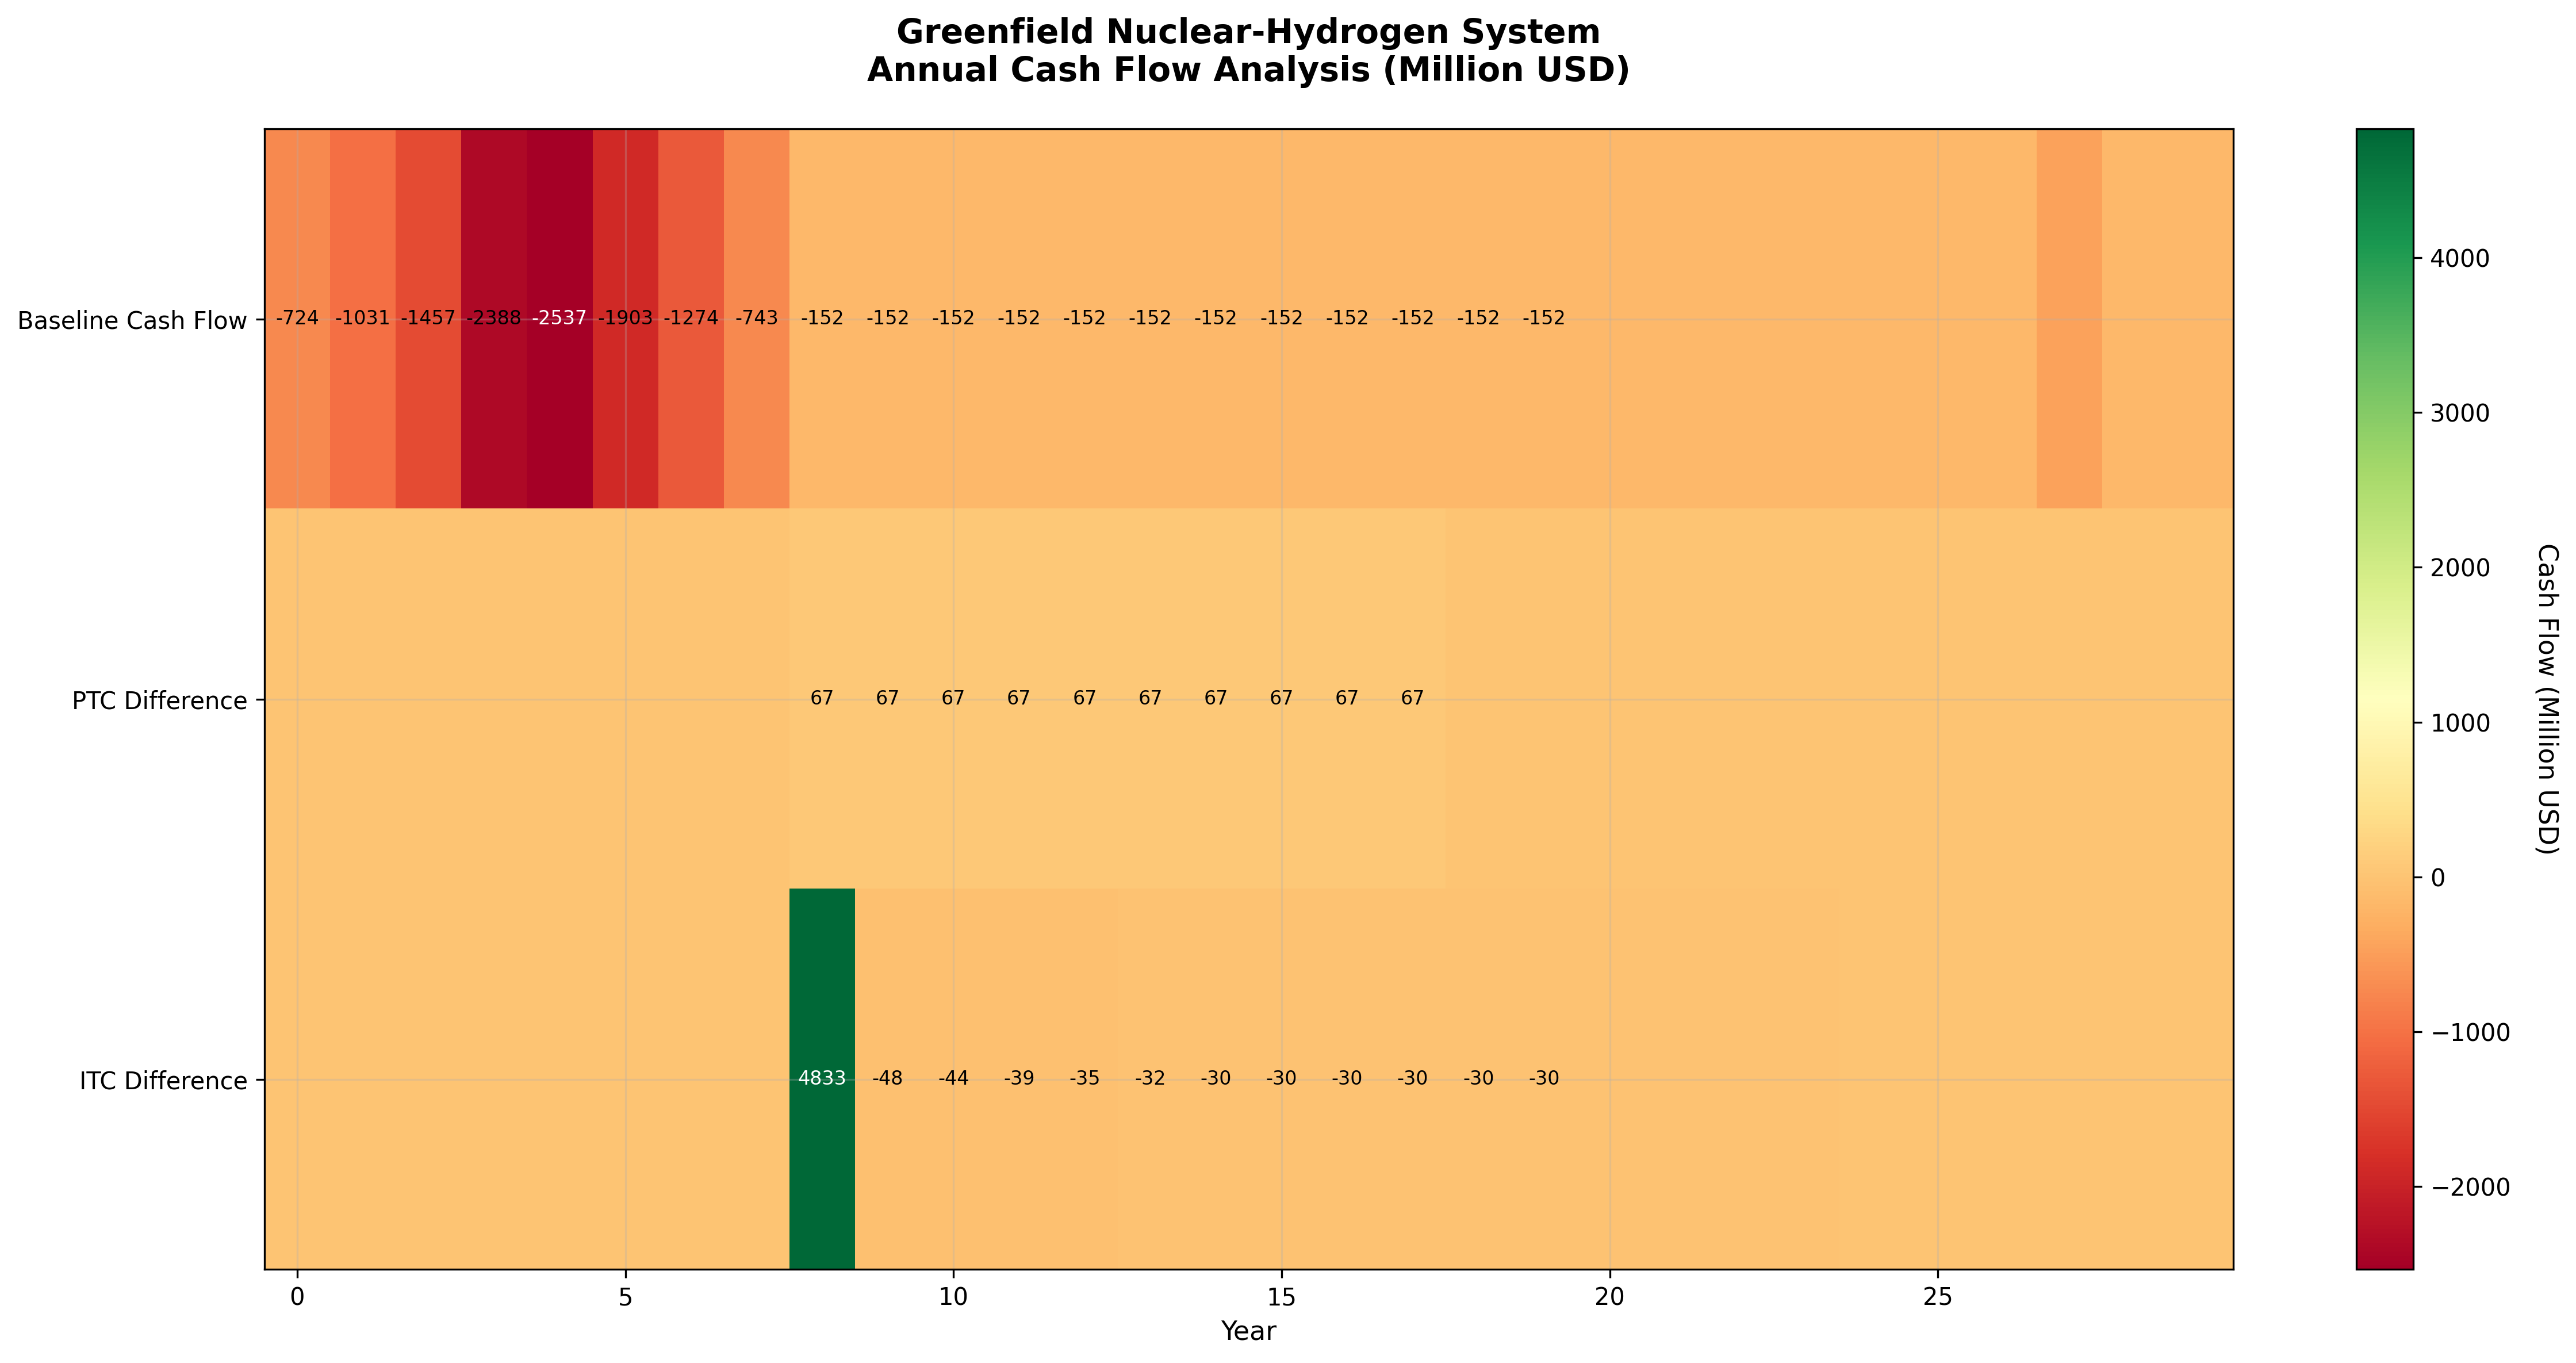 Greenfield Nuclear-Hydrogen System
Annual Cash Flow Analysis (Million USD)
Baseline Cash Flow
-724 -1031 -1457 -2388 -2537 -1903 -1274 -743 -152 -152 -152 -152 -152 -152 -152 -152 -152 -152 -152 -152
PTC Difference
67 67 67 67 67 67 67 67 67 67
ITC Difference
4833 -48 -44 -39 -35 -32 -30 -30 -30 -30 -30 -30
0 5 10 15 20 25
Year
4000
3000
2000
1000
0
−1000
−2000
Cash Flow (Million USD)